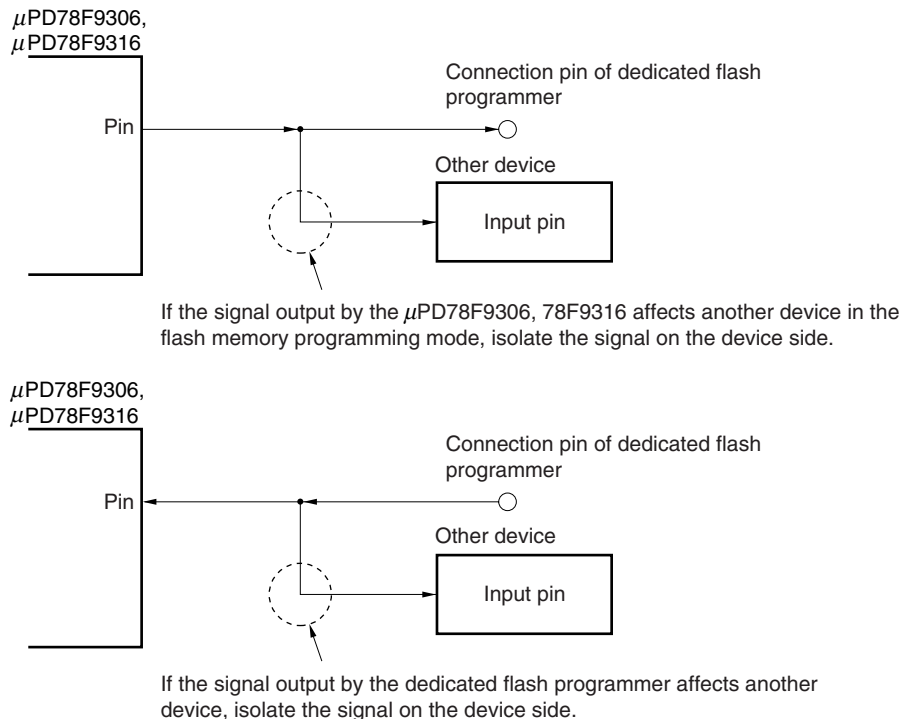 μPD78F9306,
μPD78F9316
Connection pin of dedicated flash
programmer
Pin
Other device
Input pin
If the signal output by the μPD78F9306, 78F9316 affects another device in the
flash memory programming mode, isolate the signal on the device side.
μPD78F9306,
μPD78F9316
Connection pin of dedicated flash
programmer
Pin
Other device
Input pin
If the signal output by the dedicated flash programmer affects another
device, isolate the signal on the device side.